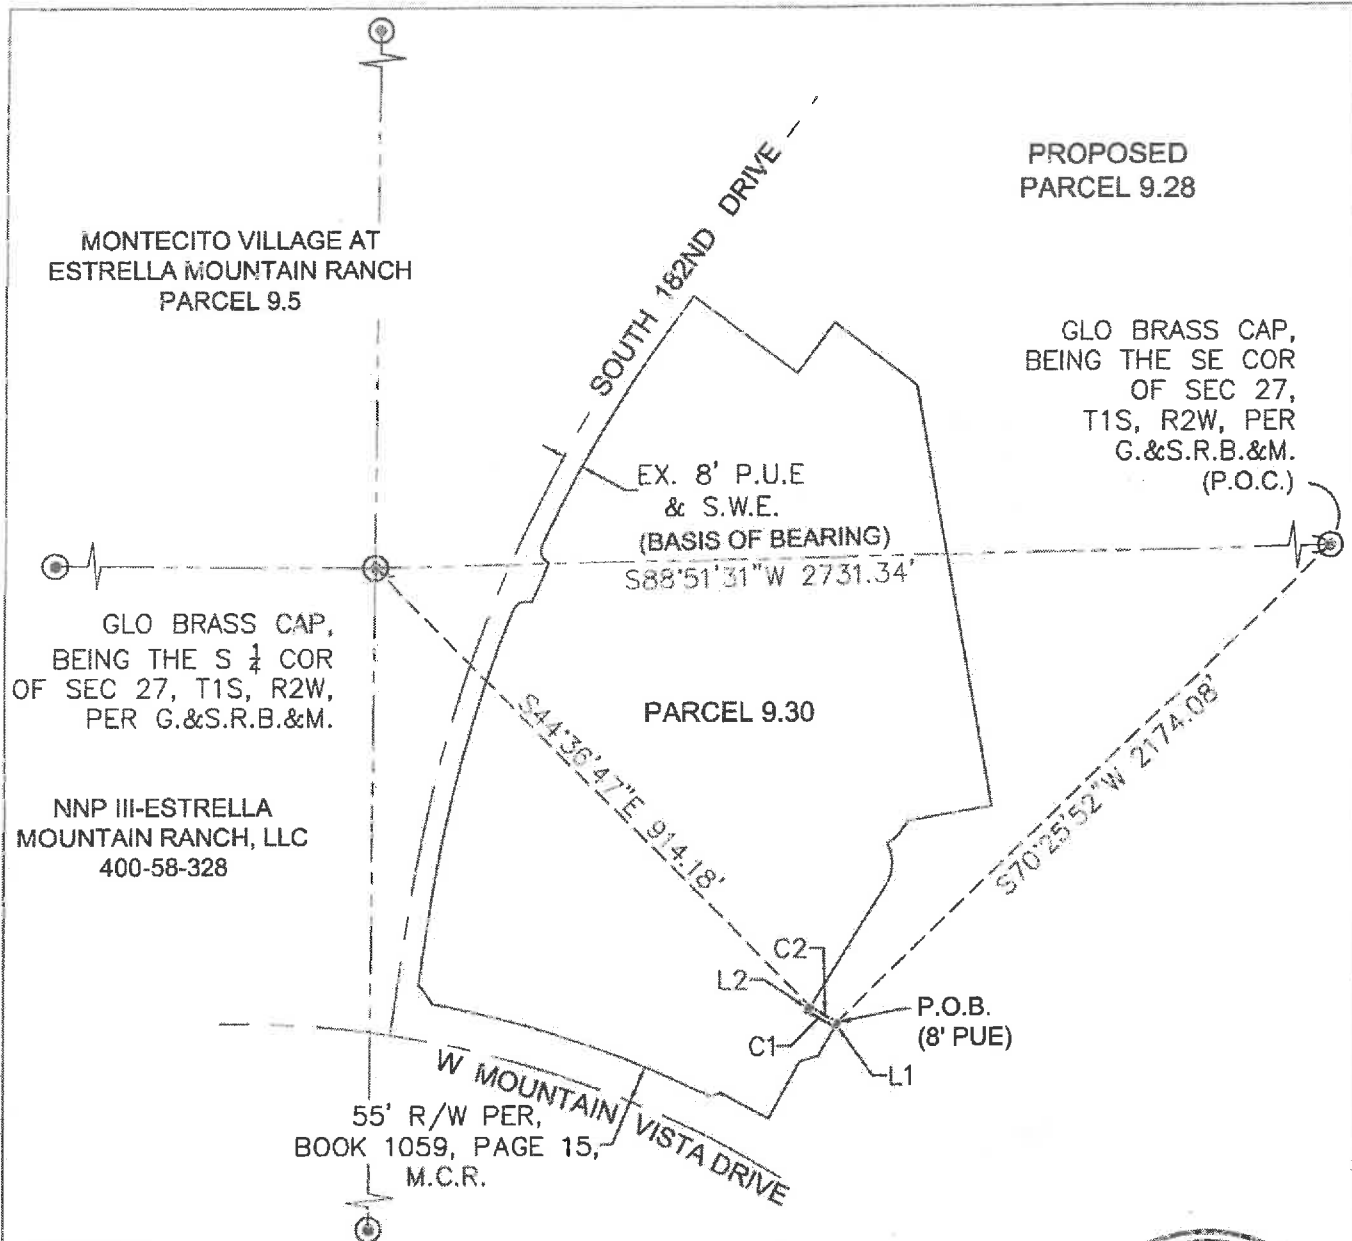 PROPOSED
PARCEL 9.28
MONTECITO VILLAGE AT
ESTRELLA MOUNTAIN RANCH
PARCEL 9.5
SOUTH 182ND DRIVE
GLO BRASS CAP,
BEING THE SE COR
OF SEC 27,
T1S, R2W, PER
G.&S.R.B.&M.
(P.O.C.)
EX. 8' P.U.E
& S.W.E.
(BASIS OF BEARING)
S88°51'31"W 2731.34'
GLO BRASS CAP,
BEING THE S 1/4 COR
OF SEC 27, T1S, R2W,
PER G.&S.R.B.&M.
PARCEL 9.30
S44°36'47"E 914.18'
S70°25'52"W 2174.08'
NNP III-ESTRELLA
MOUNTAIN RANCH, LLC
400-58-328
C2
L2
P.O.B.
(8' PUE)
C1
L1
W MOUNTAIN VISTA DRIVE
55' R/W PER,
BOOK 1059, PAGE 15,
M.C.R.